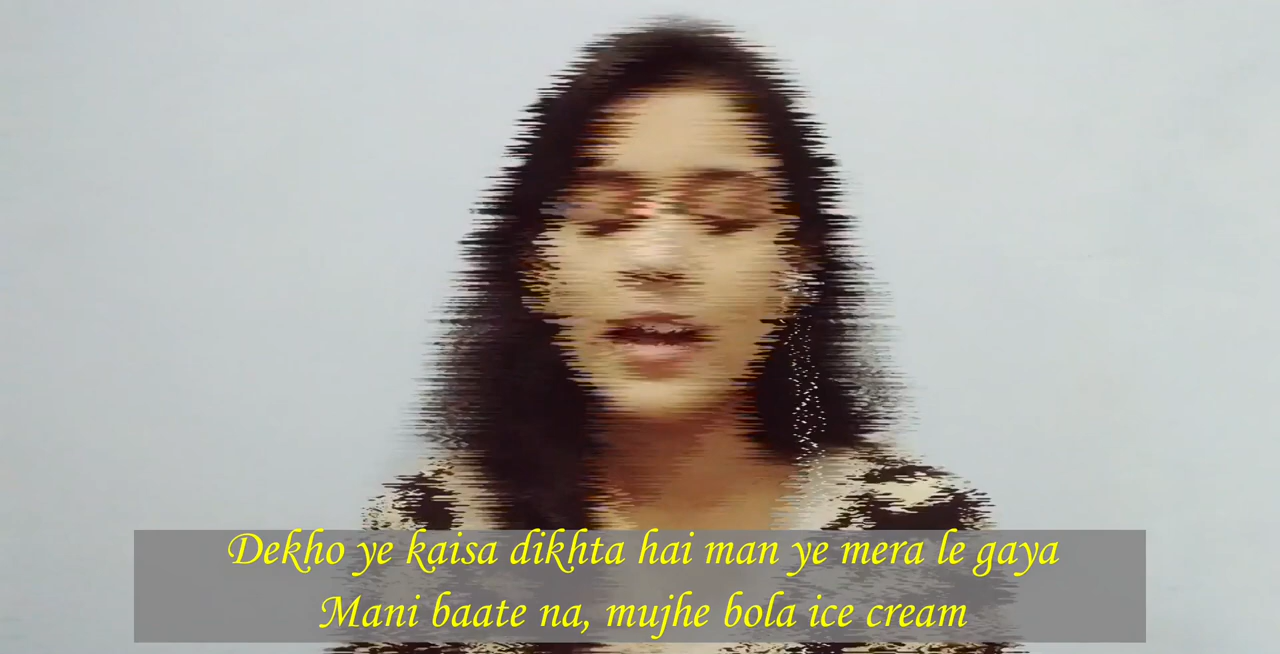 Dekho ye kaisa dikhta hai man ye mera le gaya
Mani baate na, mujhe bola ice cream